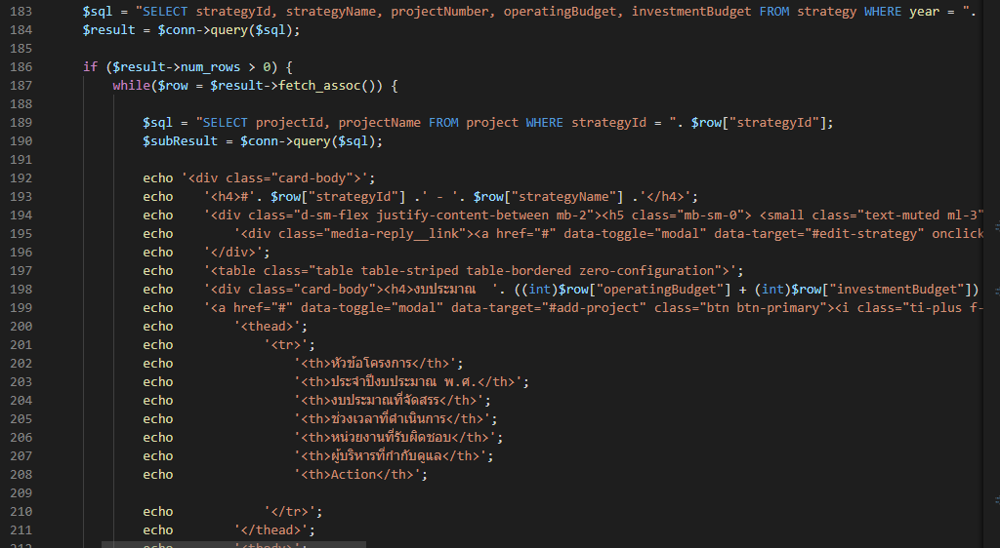 183 $sql = "SELECT strategyId, strategyName, projectNumber, operatingBudget, investmentBudget FROM strategy WHERE year = ".
184 $result = $conn->query($sql);
185
186 if ($result->num_rows > 0) {
187 while($row = $result->fetch_assoc()) {
188
189 $sql = "SELECT projectId, projectName FROM project WHERE strategyId = ". $row["strategyId"];
190 $subResult = $conn->query($sql);
191
192 echo '<div class="card-body">';
193 echo '<h4>#'. $row["strategyId"] .' - '. $row["strategyName"] .'</h4>';
194 echo '<div class="d-sm-flex justify-content-between mb-2"><h5 class="mb-sm-0"> <small class="text-muted ml-3"
195 echo '<div class="media-reply__link"><a href="#" data-toggle="modal" data-target="#edit-strategy" onclick
196 echo '</div>';
197 echo '<table class="table table-striped table-bordered zero-configuration">';
198 echo '<div class="card-body"><h4>งบประมาณ '. ((int)$row["operatingBudget"] + (int)$row["investmentBudget"])
199 echo '<a href="#" data-toggle="modal" data-target="#add-project" class="btn btn-primary"><i class="ti-plus f-
200 echo '<thead>';
201 echo '<tr>';
202 echo '<th>หัวข้อโครงการ</th>';
203 echo '<th>ประจำปีงบประมาณ พ.ศ.</th>';
204 echo '<th>งบประมาณที่จัดสรร</th>';
205 echo '<th>ช่วงเวลาที่ดำเนินการ</th>';
206 echo '<th>หน่วยงานที่รับผิดชอบ</th>';
207 echo '<th>ผู้บริหารที่กำกับดูแล</th>';
208 echo '<th>Action</th>';
209
210 echo '</tr>';
211 echo '</thead>';
212 echo '<tbody>';